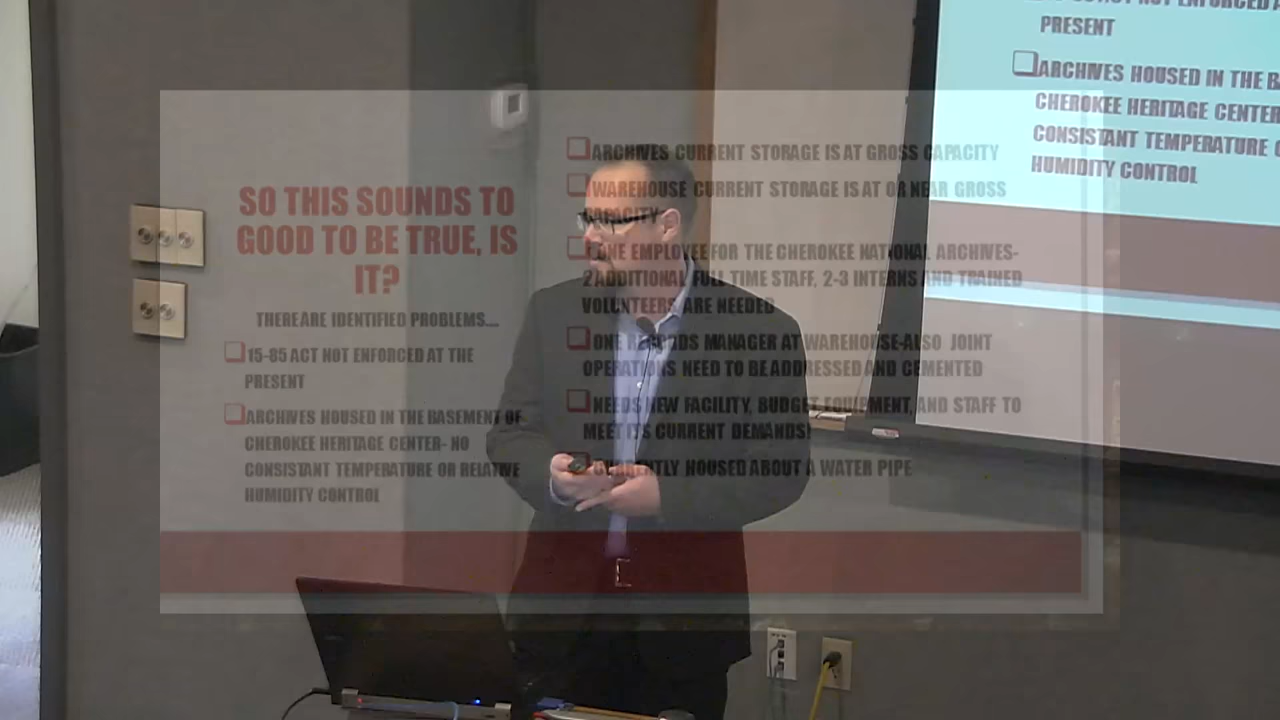 SO THIS SOUNDS TO
GOOD TO BE TRUE, IS
IT?
THERE ARE IDENTIFIED PROBLEMS...
15-85 ACT NOT ENFORCED AT THE
PRESENT
ARCHIVES HOUSED IN THE BASEMENT OF
CHEROKEE HERITAGE CENTER- NO
CONSISTANT TEMPERATURE OR RELATIVE
HUMIDITY CONTROL
ARCHIVES CURRENT STORAGE IS AT GROSS CAPACITY
WAREHOUSE CURRENT STORAGE IS AT OR NEAR GROSS
CAPACITY
ONE EMPLOYEE FOR THE CHEROKEE NATIONAL ARCHIVES-
2 ADDITIONAL FULL TIME STAFF, 2-3 INTERNS AND TRAINED
VOLUNTEERS ARE NEEDED
ONE RECORDS MANAGER AT WAREHOUSE-ALSO JOINT
OPERATIONS NEED TO BE ADDRESSED AND CEMENTED
NEEDS NEW FACILITY, BUDGET, EQUIPMENT, AND STAFF TO
MEET ITS CURRENT DEMANDS!
CURRENTLY HOUSED ABOUT A WATER PIPE
NOT ENFORCED
PRESENT
ARCHIVES HOUSED IN THE
CHEROKEE HERITAGE CENTER
CONSISTANT TEMPERATURE
HUMIDITY CONTROL